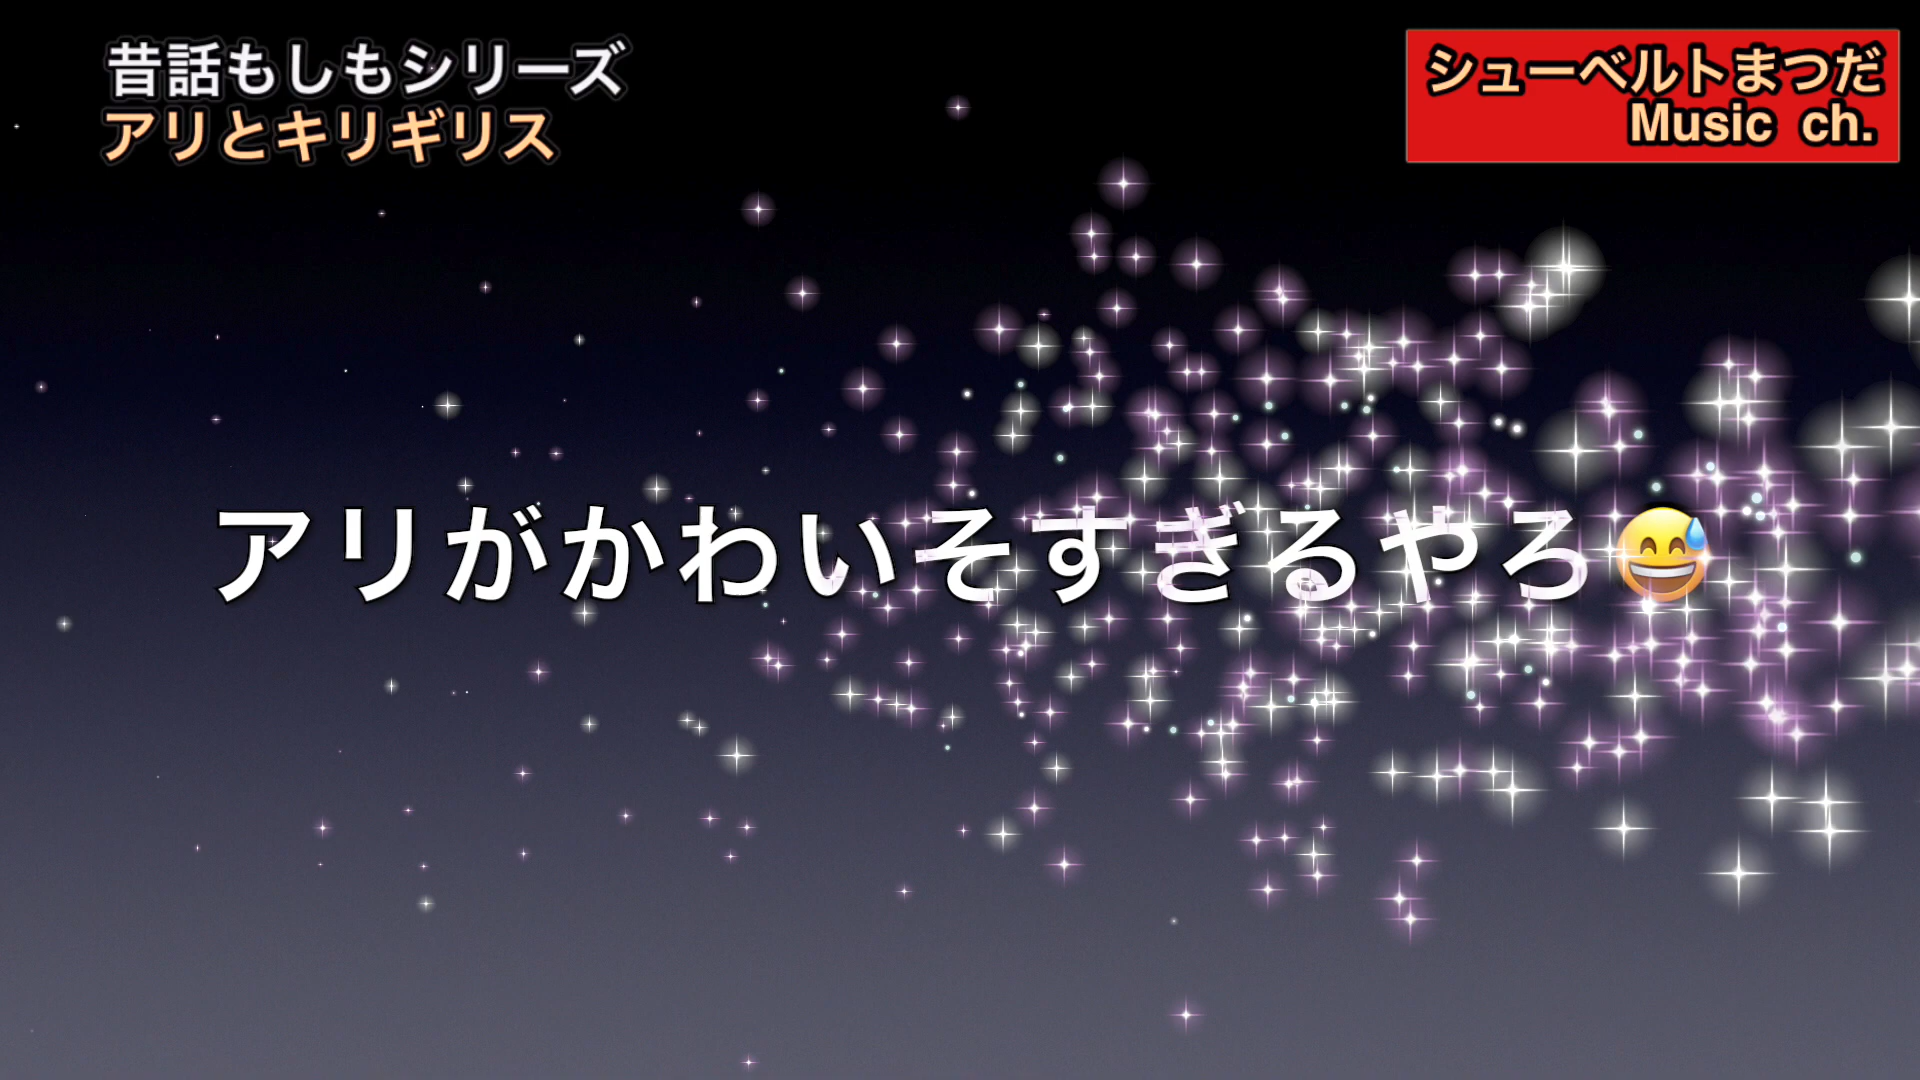 昔話もしもシリーズ
アリとキリギリス
シューベルトまつだ
Music ch.
アリがかわいそすぎるやろ😅